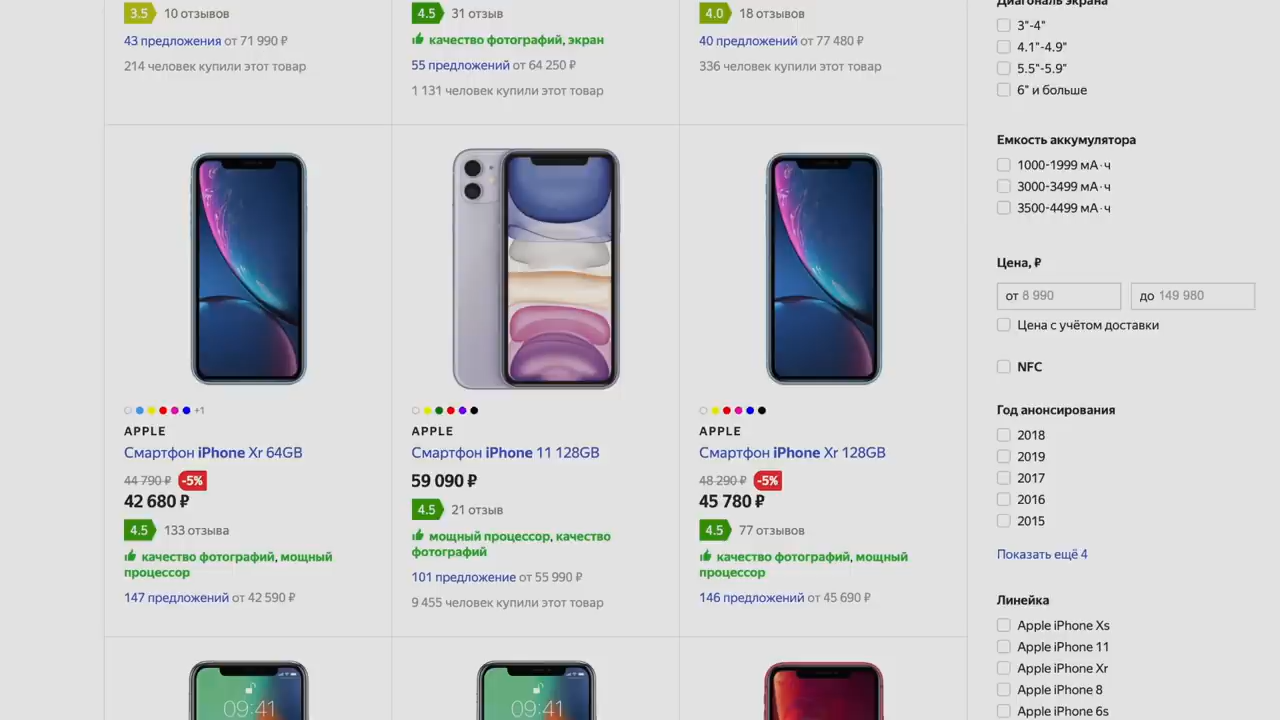 3.5 10 отзывов
43 предложения от 71 990 ₽
214 человек купили этот товар
4.5 31 отзыв
качество фотографий, экран
55 предложений от 64 250 ₽
1 131 человек купили этот товар
4.0 18 отзывов
40 предложений от 77 480 ₽
336 человек купили этот товар
+1
APPLE
Смартфон iPhone Xr 64GB
44 790 ₽ -5%
42 680 ₽
4.5 133 отзыва
качество фотографий, мощный
процессор
147 предложений от 42 590 ₽
APPLE
Смартфон iPhone 11 128GB
59 090 ₽
4.5 21 отзыв
мощный процессор, качество
фотографий
101 предложение от 55 990 ₽
9 455 человек купили этот товар
APPLE
Смартфон iPhone Xr 128GB
48 290 ₽ -5%
45 780 ₽
4.5 77 отзывов
качество фотографий, мощный
процессор
146 предложений от 45 690 ₽
09:41
09:41
Диагональ экрана
3"-4"
4.1"-4.9"
5.5"-5.9"
6" и больше
Емкость аккумулятора
1000-1999 мА·ч
3000-3499 мА·ч
3500-4499 мА·ч
Цена, ₽
от 8 990 до 149 980
Цена с учётом доставки
NFC
Год анонсирования
2018
2019
2017
2016
2015
Показать ещё 4
Линейка
Apple iPhone Xs
Apple iPhone 11
Apple iPhone Xr
Apple iPhone 8
Apple iPhone 6s